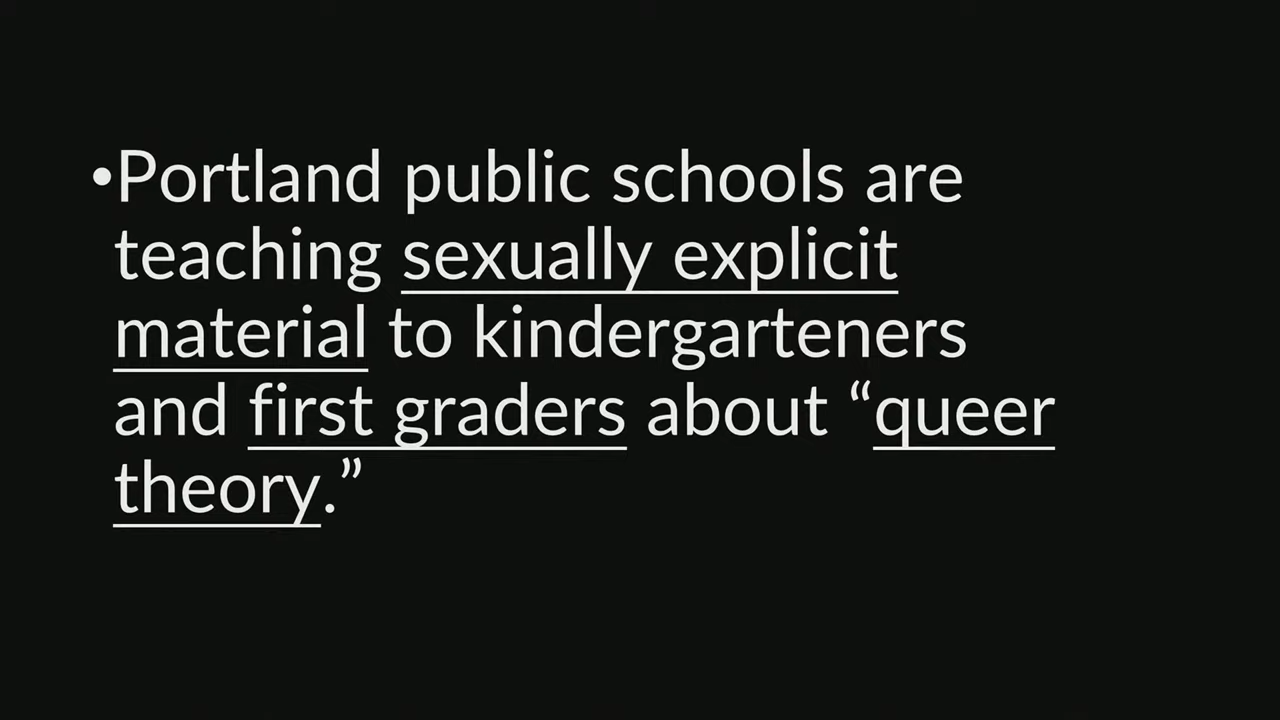 •Portland public schools are
teaching sexually explicit
material to kindergarteners
and first graders about “queer
theory.”